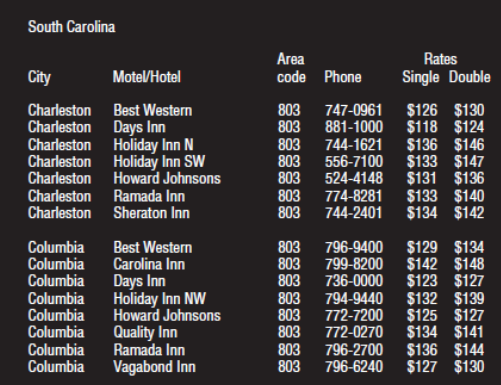 South Carolina
Area Rates
City Motel/Hotel code Phone Single Double
Charleston Best Western 803 747-0961 $126 $130
Charleston Days Inn 803 881-1000 $118 $124
Charleston Holiday Inn N 803 744-1621 $136 $146
Charleston Holiday Inn SW 803 556-7100 $133 $147
Charleston Howard Johnsons 803 524-4148 $131 $136
Charleston Ramada Inn 803 774-8281 $133 $140
Charleston Sheraton Inn 803 744-2401 $134 $142
Columbia Best Western 803 796-9400 $129 $134
Columbia Carolina Inn 803 799-8200 $142 $148
Columbia Days Inn 803 736-0000 $123 $127
Columbia Holiday Inn NW 803 794-9440 $132 $139
Columbia Howard Johnsons 803 772-7200 $125 $127
Columbia Quality Inn 803 772-0270 $134 $141
Columbia Ramada Inn 803 796-2700 $136 $144
Columbia Vagabond Inn 803 796-6240 $127 $130